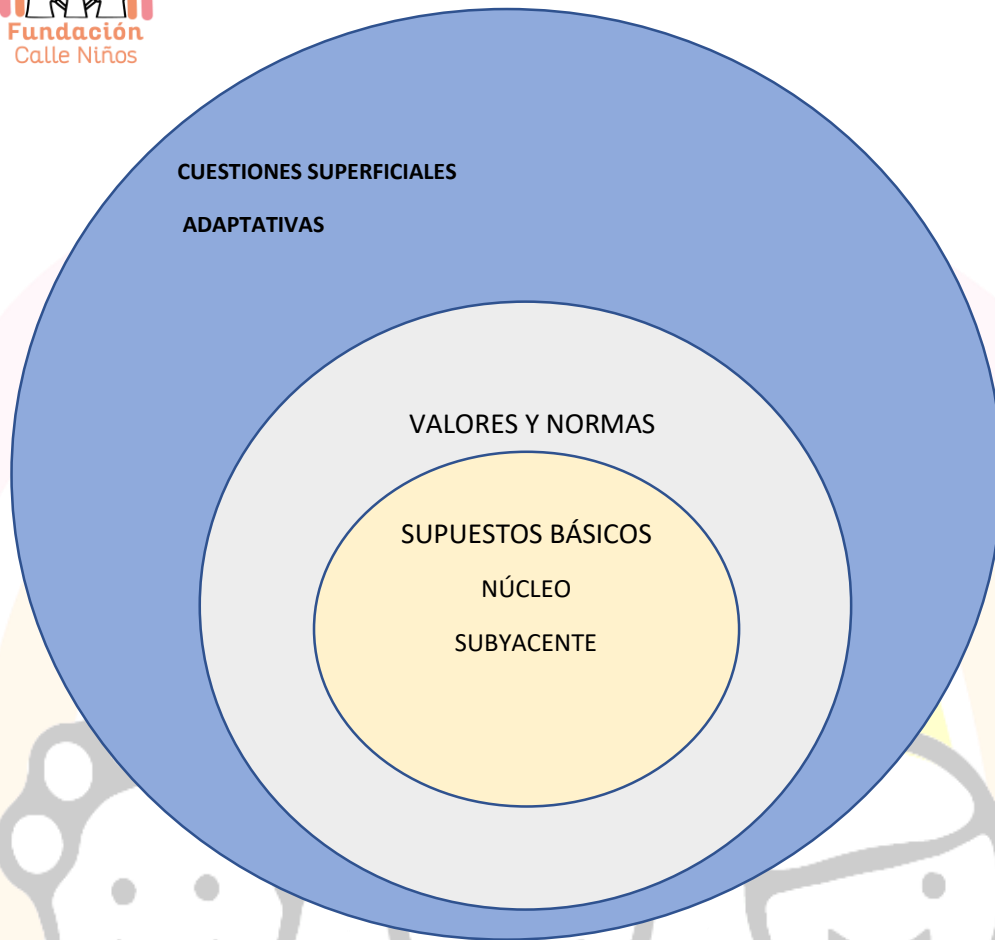 Fundación
Calle Niños
CUESTIONES SUPERFICIALES
ADAPTATIVAS
VALORES Y NORMAS
SUPUESTOS BÁSICOS
NÚCLEO
SUBYACENTE